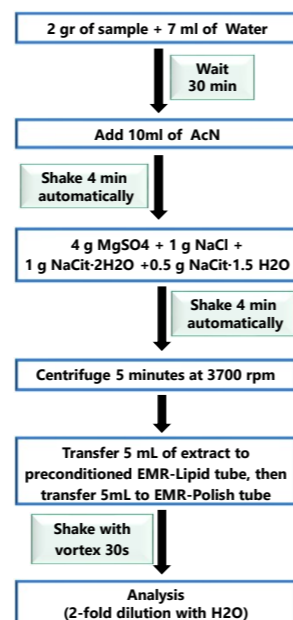 2 gr of sample + 7 ml of Water
Wait
30 min
Add 10ml of AcN
Shake 4 min
automatically
4 g MgSO4 + 1 g NaCl +
1 g NaCit·2H2O +0.5 g NaCit·1.5 H2O
Shake 4 min
automatically
Centrifuge 5 minutes at 3700 rpm
Transfer 5 mL of extract to
preconditioned EMR-Lipid tube, then
transfer 5mL to EMR-Polish tube
Shake with
vortex 30s
Analysis
(2-fold dilution with H2O)